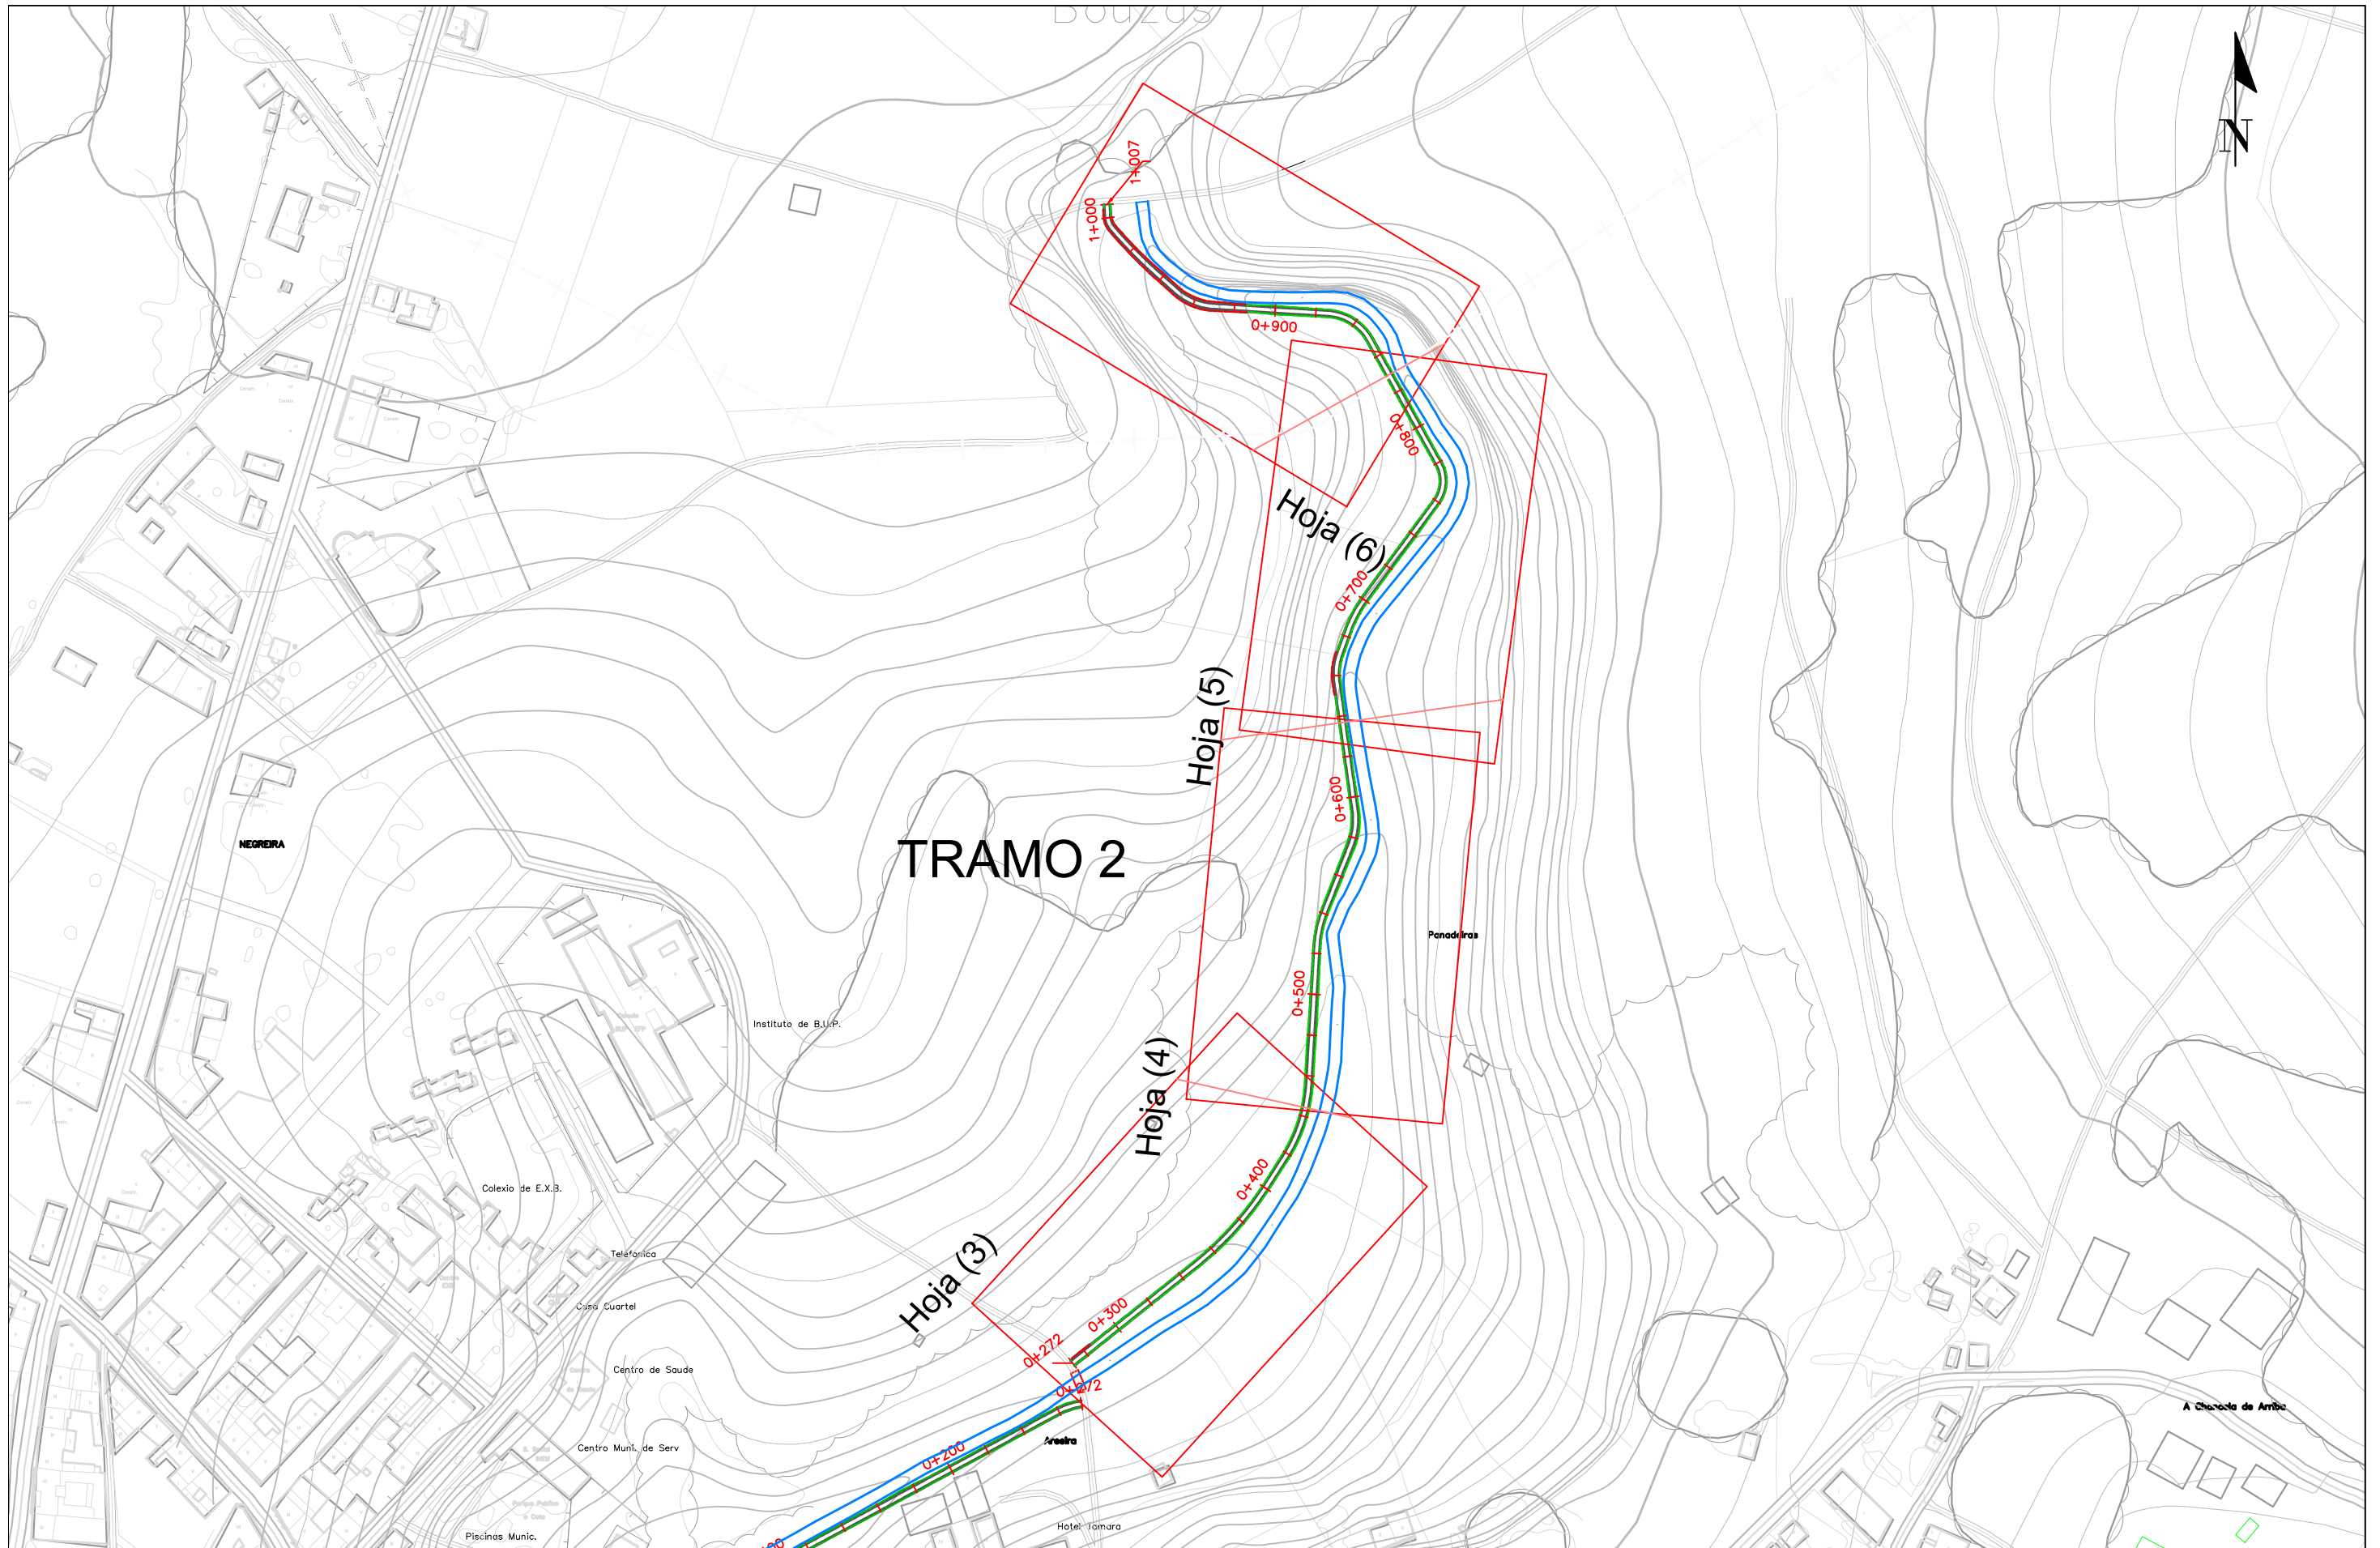 Bouzas
N
1+007
1+000
0+900
0+800
Hoja (6)
0+700
Hoja (5)
0+600
TRAMO 2
NEGREIRA
Panadeiras
0+500
Instituto de B.U.P.
Hoja (4)
Colexio de E.X.B.
0+400
Telefonica
Hoja (3)
Casa Cuartel
0+300
0+272
Centro de Saude
0+272
A Chancela de Arriba
Areeira
Centro Muni. de Serv
0+200
Hotel Tamara
Piscinas Munic.